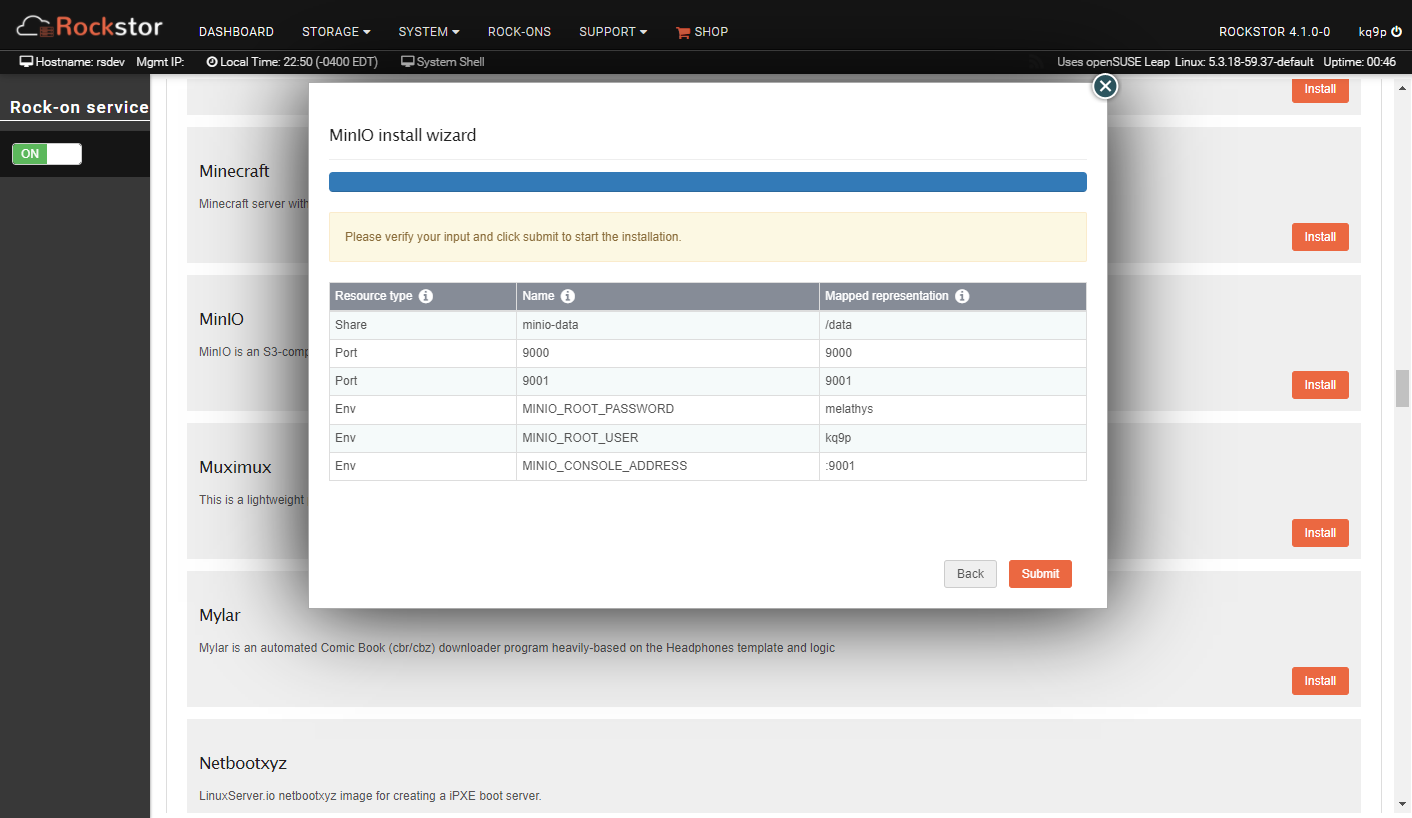 Rockstor
DASHBOARD STORAGE SYSTEM ROCK-ONS SUPPORT SHOP ROCKSTOR 4.1.0-0 kq9p
Hostname: rsdev Mgmt IP: Local Time: 22:50 (-0400 EDT) System Shell Uses openSUSE Leap Linux: 5.3.18-59.37-default Uptime: 00:46
Rock-on service
ON
Install
Minecraft
Minecraft server with
Install
MinIO
MinIO is an S3-comp
Install
Muximux
This is a lightweight
Install
Mylar
Mylar is an automated Comic Book (cbr/cbz) downloader program heavily-based on the Headphones template and logic
Install
Netbootxyz
LinuxServer.io netbootxyz image for creating a iPXE boot server.
MinIO install wizard
Please verify your input and click submit to start the installation.
Resource type Name Mapped representation
Share minio-data /data
Port 9000 9000
Port 9001 9001
Env MINIO_ROOT_PASSWORD melathys
Env MINIO_ROOT_USER kq9p
Env MINIO_CONSOLE_ADDRESS :9001
Back Submit